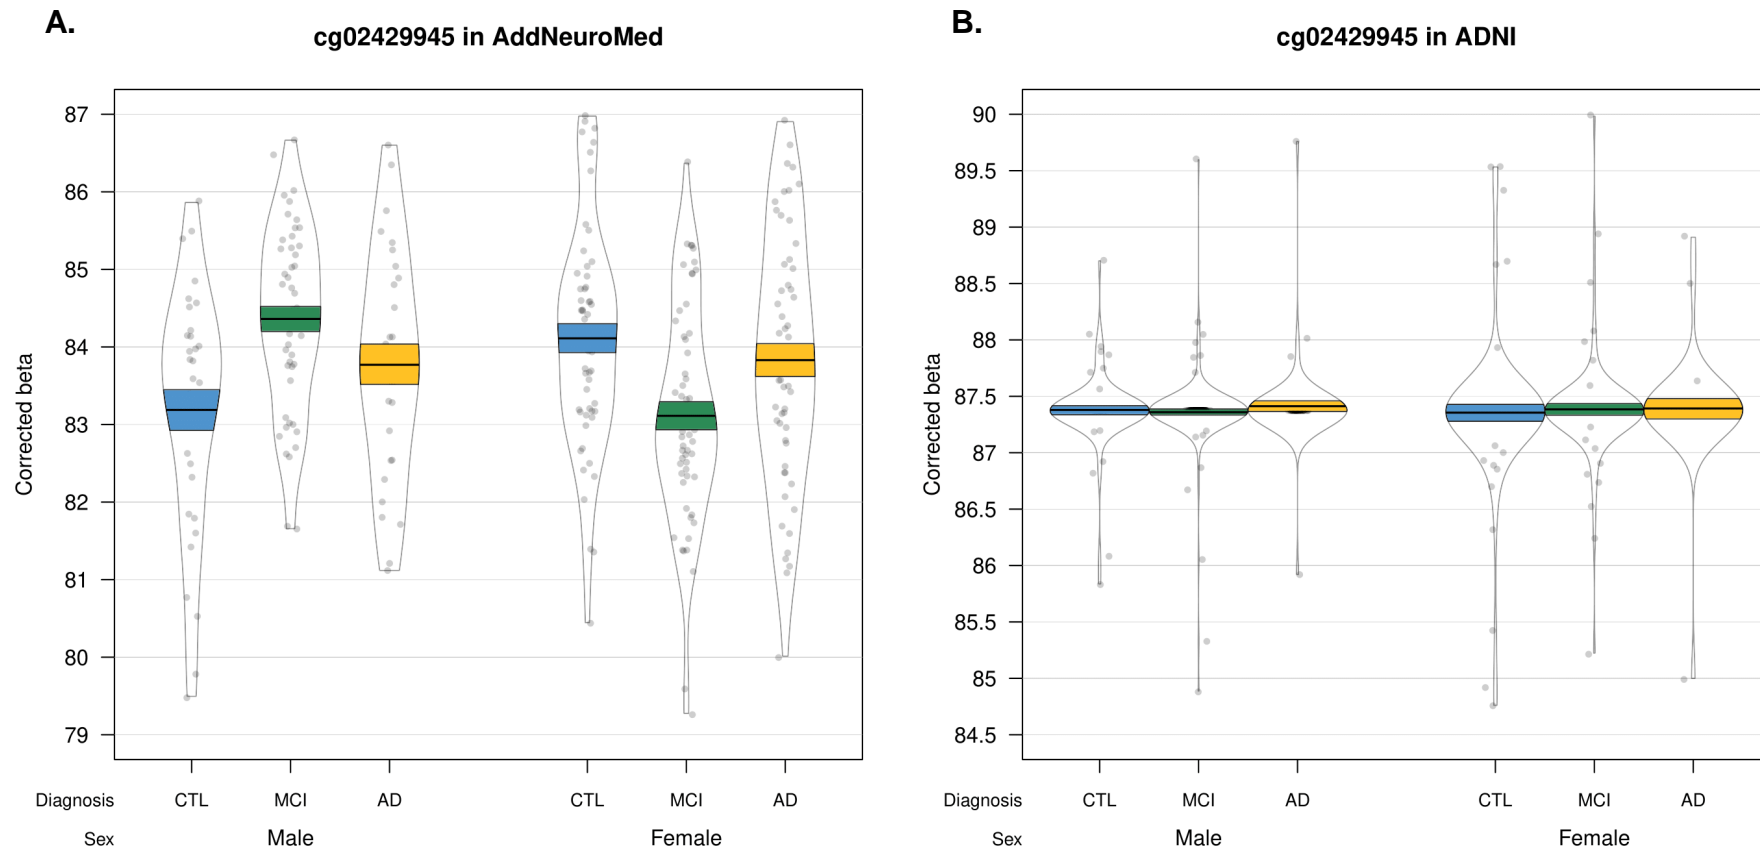 A.
cg02429945 in AddNeuroMed
87
86
85
84
83
82
81
80
79
Corrected beta
Diagnosis CTL MCI AD CTL MCI AD
Sex Male Female
B.
cg02429945 in ADNI
90
89.5
89
88.5
88
87.5
87
86.5
86
85.5
85
84.5
Corrected beta
Diagnosis CTL MCI AD CTL MCI AD
Sex Male Female